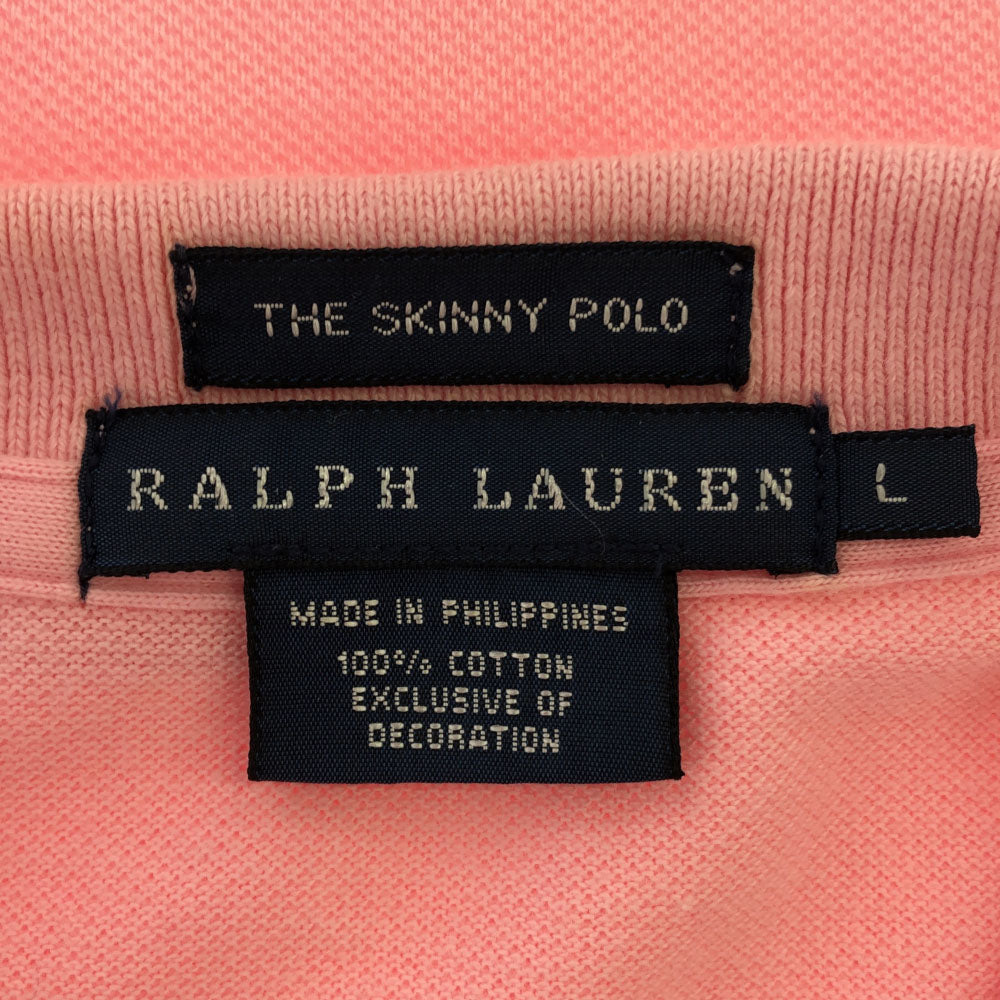 THE SKINNY POLO
RALPH LAUREN
L
MADE IN PHILIPPINES
100% COTTON
EXCLUSIVE OF
DECORATION